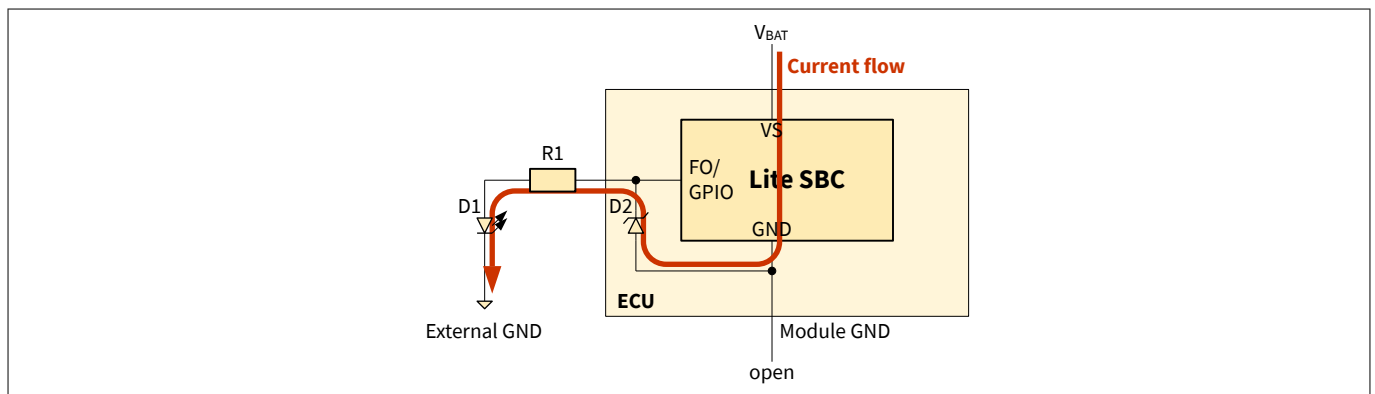 VBAT
Current flow
VS
R1
FO/
GPIO
Lite SBC
D1
D2
GND
ECU
External GND
Module GND
open